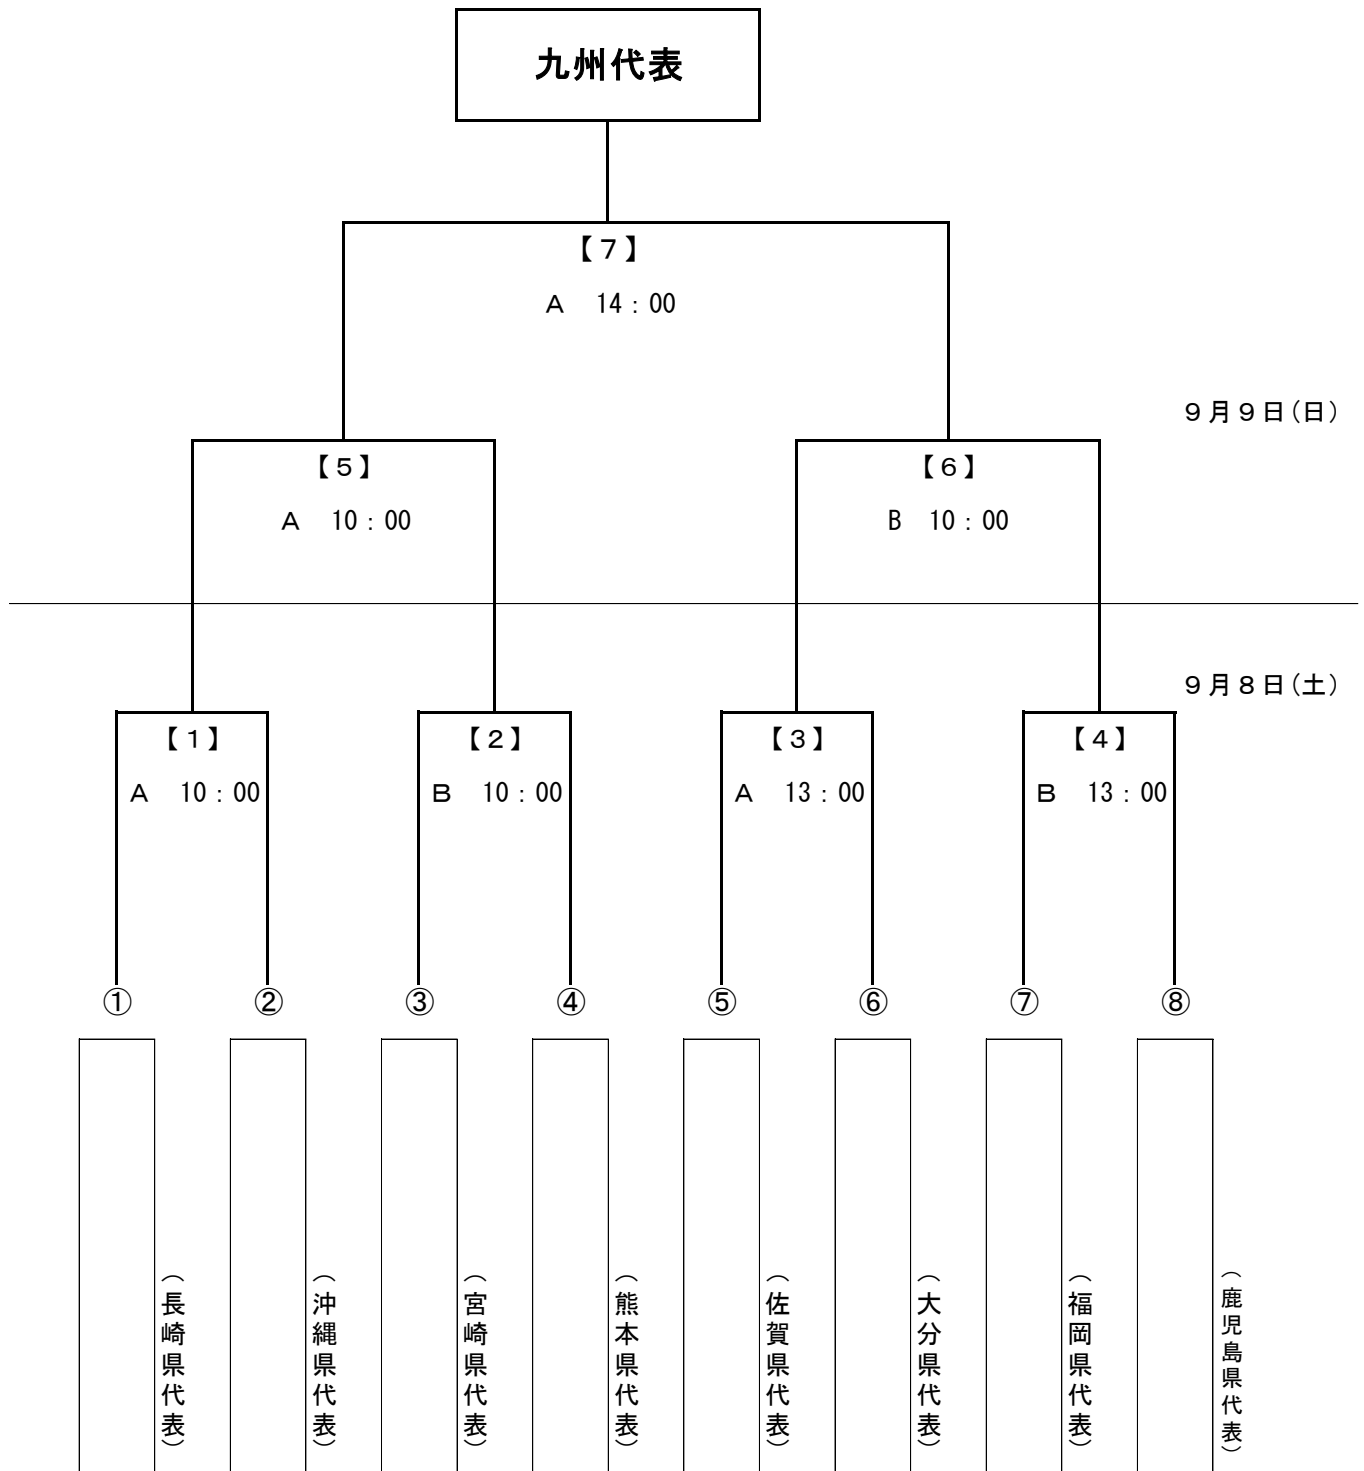 九州代表
【７】
Ａ　14：00
９月９日(日)
【５】
【６】
Ａ　10：00
B　10：00
９月８日(土)
【１】
【２】
【３】
【４】
Ａ　10：00
Ｂ　10：00
Ａ　13：00
Ｂ　13：00
①
②
③
④
⑤
⑥
⑦
⑧
（長崎県代表）
（沖縄県代表）
（宮崎県代表）
（熊本県代表）
（佐賀県代表）
（大分県代表）
（福岡県代表）
（鹿児島県代表）